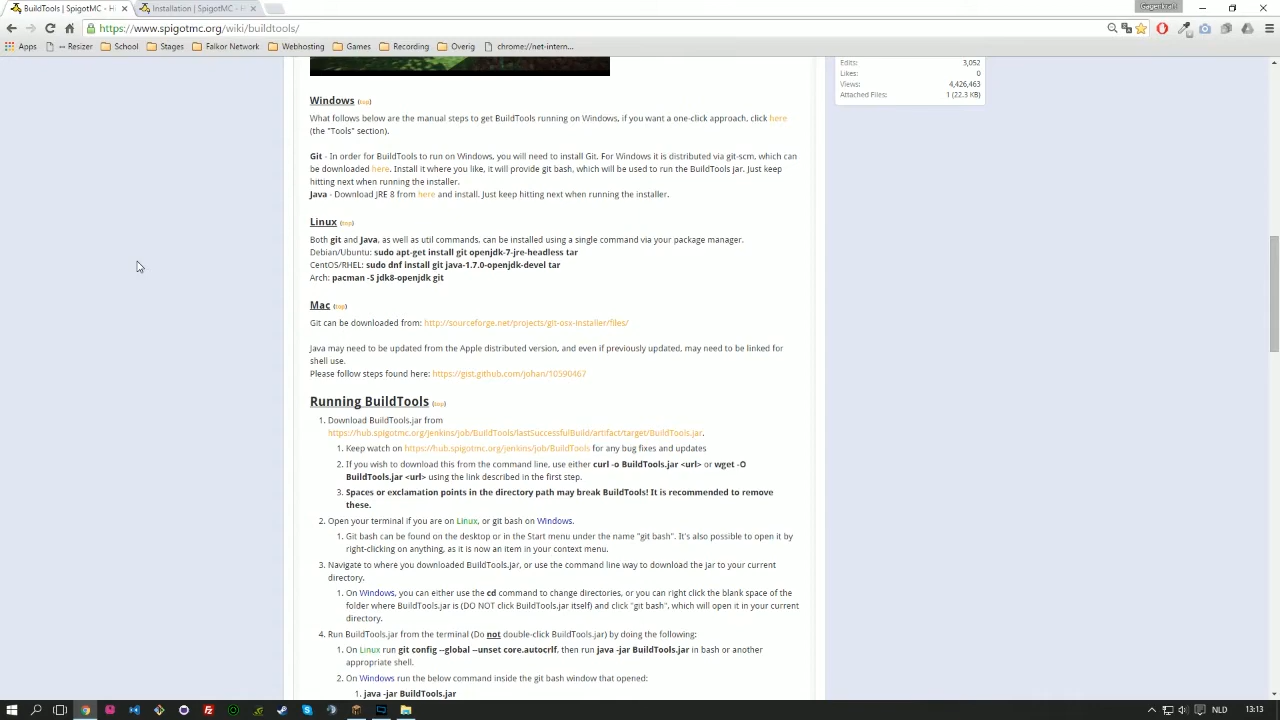 BuildTools | SpigotMC - H
Installation | SpigotMC -
Gagenkraft
https://www.spigotmc.org/wiki/buildtools/
Apps
-- Resizer
School
Stages
Funken
Website
Games
Overig
chrome://net-intern...
Edits: 3,052
Likes: 0
Views: 4,426,463
Attached Files: 1 (22.3 KB)
Windows (top)
What follows below are the manual steps to get BuildTools running on Windows, if you want a one-click approach, click here
(the "Tools" section).
Git - In order for BuildTools to run on Windows, you will need to install Git. For Windows it is distributed via git-scm, which can
be downloaded here. Install it where you like, it will provide git bash, which will be used to run the BuildTools jar. Just keep
hitting next when running the installer.
Java - Download JRE 8 from here and install. Just keep hitting next when running the installer.
Linux (top)
Both git and Java, as well as util commands, can be installed using a single command via your package manager.
Debian/Ubuntu: sudo apt-get install git openjdk-7-jre-headless tar
CentOS/RHEL: sudo dnf install git java-1.7.0-openjdk-devel tar
Arch: pacman -S jdk8-openjdk git
Mac (top)
Git can be downloaded from: http://sourceforge.net/projects/git-osx-installer/files/
Java may need to be updated from the Apple distributed version, and even if previously updated, may need to be linked for
shell use.
Please follow steps found here: https://gist.github.com/johan/10590467
Running BuildTools (top)
1. Download BuildTools.jar from
https://hub.spigotmc.org/jenkins/job/BuildTools/lastSuccessfulBuild/artifact/target/BuildTools.jar.
1. Keep watch on https://hub.spigotmc.org/jenkins/job/BuildTools for any bug fixes and updates
2. If you wish to download this from the command line, use either curl -o BuildTools.jar <url> or wget -O
BuildTools.jar <url> using the link described in the first step.
3. Spaces or exclamation points in the directory path may break BuildTools! It is recommended to remove
these.
2. Open your terminal if you are on Linux, or git bash on Windows.
1. Git bash can be found on the desktop or in the Start menu under the name "git bash". It's also possible to open it by
right-clicking on anything, as it is now an item in your context menu.
3. Navigate to where you downloaded BuildTools.jar, or use the command line way to download the jar to your current
directory.
1. On Windows, you can either use the cd command to change directories, or you can right click the blank space of the
folder where BuildTools.jar is (DO NOT click BuildTools.jar itself) and click "git bash", which will open it in your current
directory.
4. Run BuildTools.jar from the terminal (Do not double-click BuildTools.jar) by doing the following:
1. On Linux run git config --global --unset core.autocrlf, then run java -jar BuildTools.jar in bash or another
appropriate shell.
2. On Windows run the below command inside the git bash window that opened:
1. java -jar BuildTools.jar
NLD
13:13